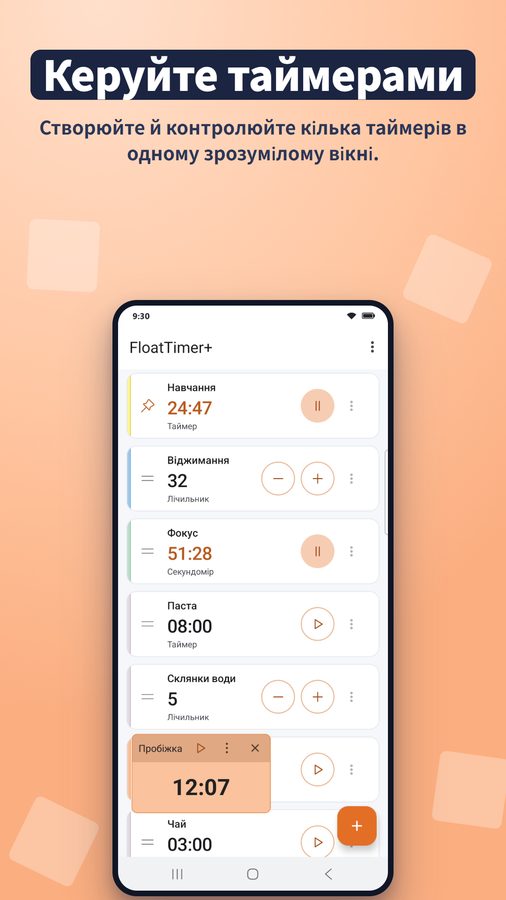 Керуйте таймерами
Створюйте й контролюйте кілька таймерів в
одному зрозумілому вікні.
9:30
FloatTimer+
Навчання
24:47
Таймер
Віджимання
32
Лічильник
Фокус
51:28
Секундомір
Паста
08:00
Таймер
Склянки води
5
Лічильник
Пробіжка
12:07
Чай
03:00